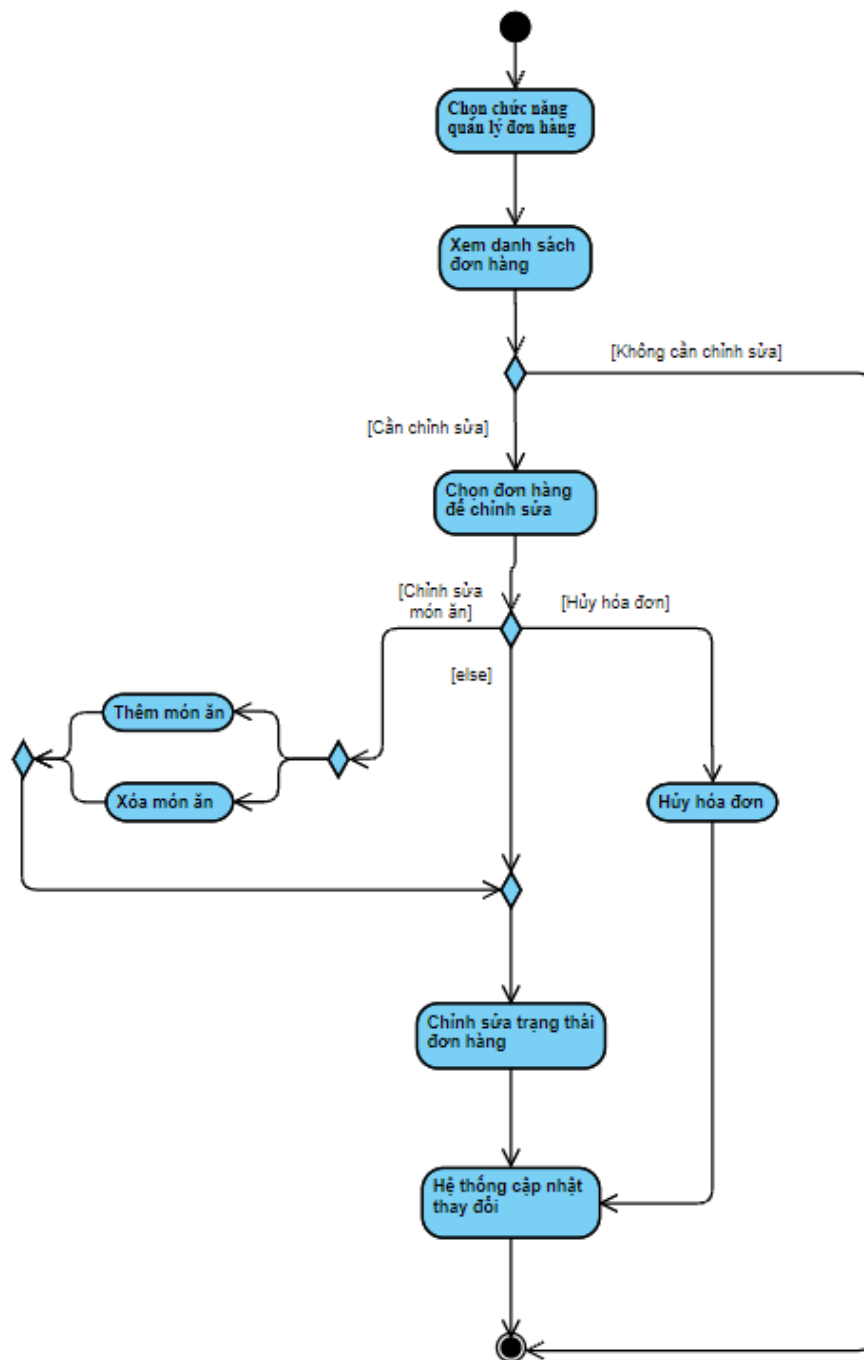 Chọn chức năng
quản lý đơn hàng
Xem danh sách
đơn hàng
[Không cần chỉnh sửa]
[Cần chỉnh sửa]
Chọn đơn hàng
để chỉnh sửa
[Chỉnh sửa
món ăn]
[Hủy hóa đơn]
[else]
Thêm món ăn
Xóa món ăn
Hủy hóa đơn
Chỉnh sửa trạng thái
đơn hàng
Hệ thống cập nhật
thay đổi